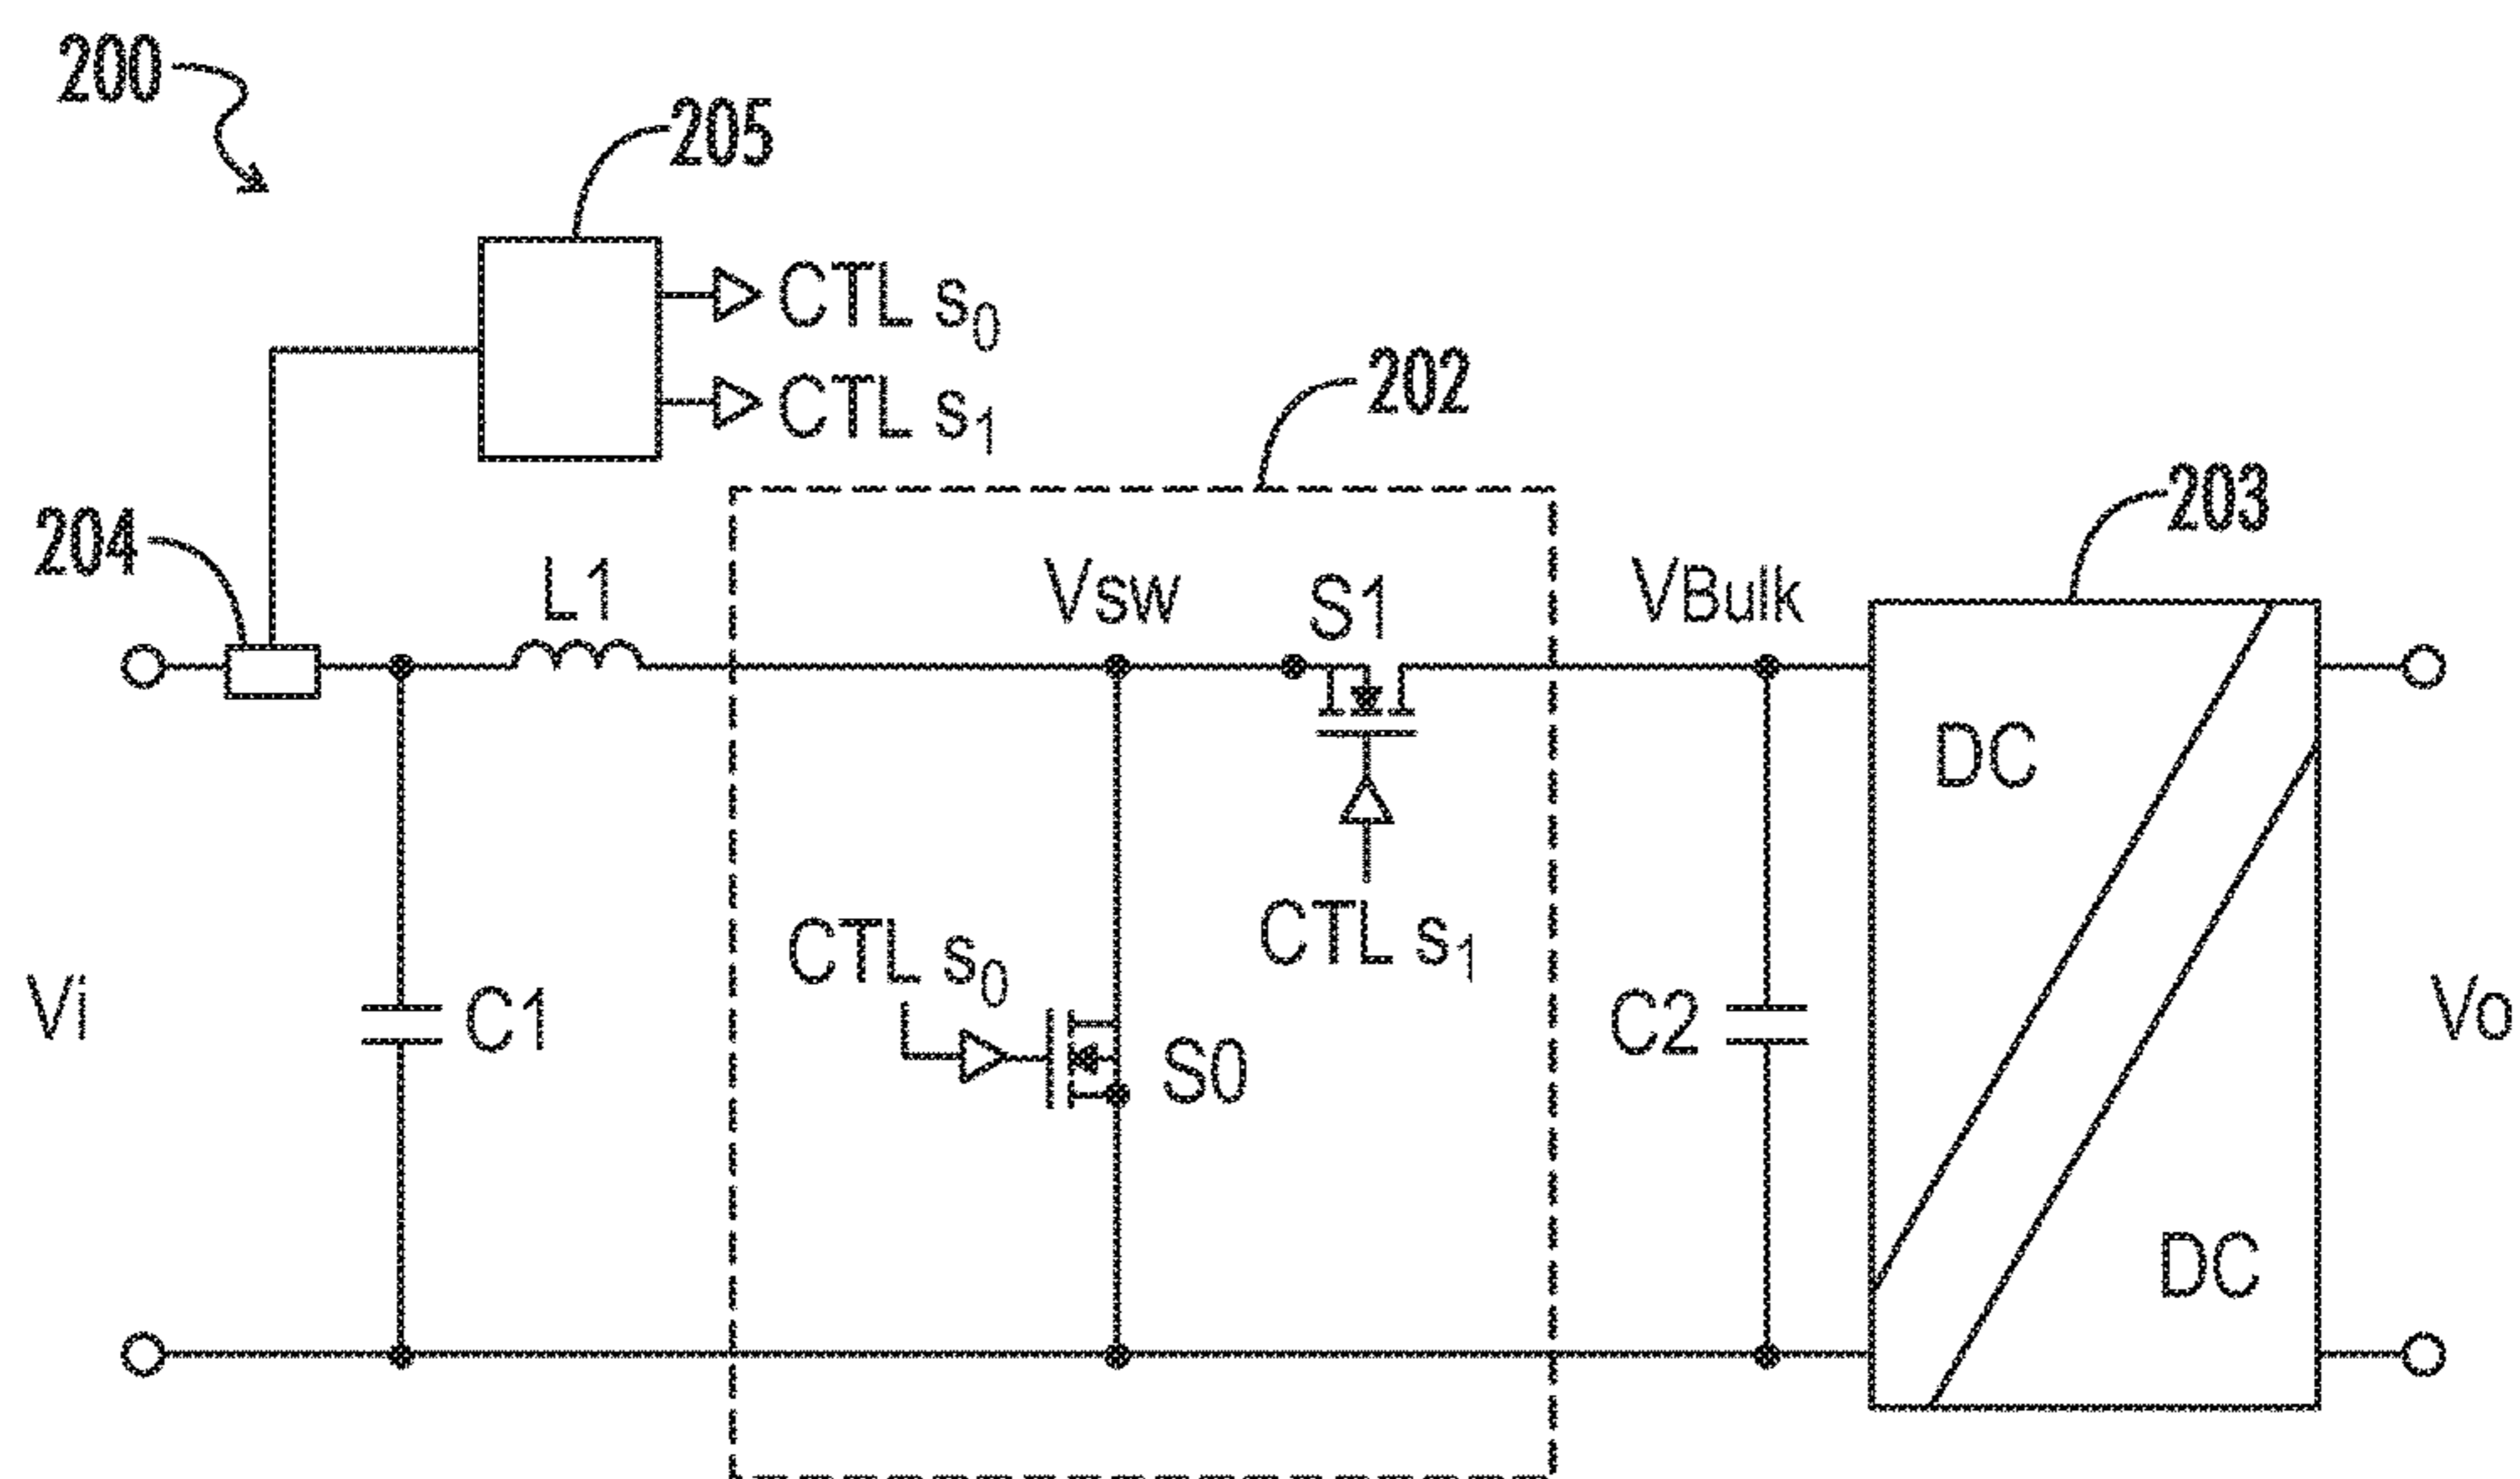 200
205
CTL s0
CTL s1
202
203
204
L1
Vsw
S1
VBulk
DC
CTL s0
CTL s1
Vi
C1
S0
C2
Vo
DC